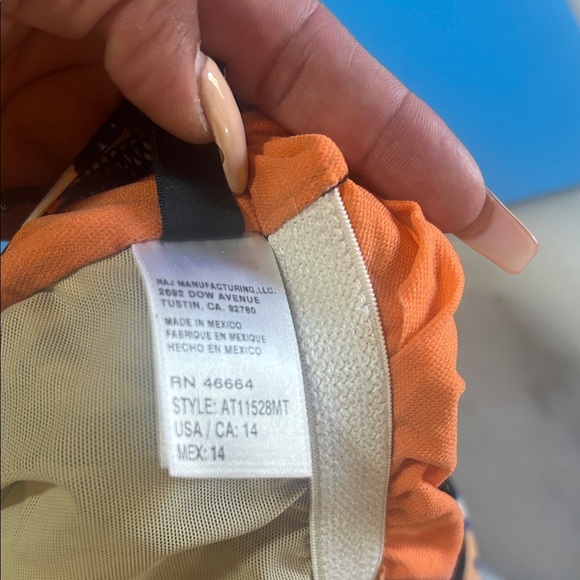 RAJ MANUFACTURING,LLC.
2692 DOW AVENUE
TUSTIN, CA. 92780
MADE IN MEXICO
FABRIQUE EN MEXIQUE
HECHO EN MEXICO
RN 46664
STYLE: AT11528MT
USA / CA: 14
MEX: 14